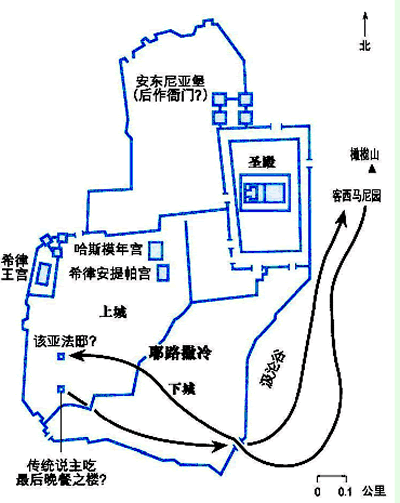 北
安东尼亚堡
(后作衙门?)
圣殿
橄榄山
客西马尼园
希律
王宫
哈斯模年宫
希律安提帕宫
上城
该亚法邸?
耶路撒冷
下城
汲沦谷
传统说主吃
最后晚餐之楼?
0 0.1 公里